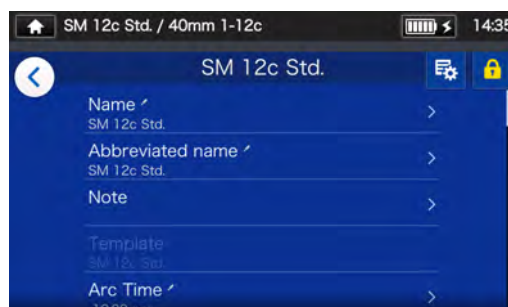 SM 12c Std. / 40mm 1-12c
14:35
SM 12c Std.
Name
SM 12c Std.
Abbreviated name
SM 12c Std.
Note
Template
SM 12c Std.
Arc Time